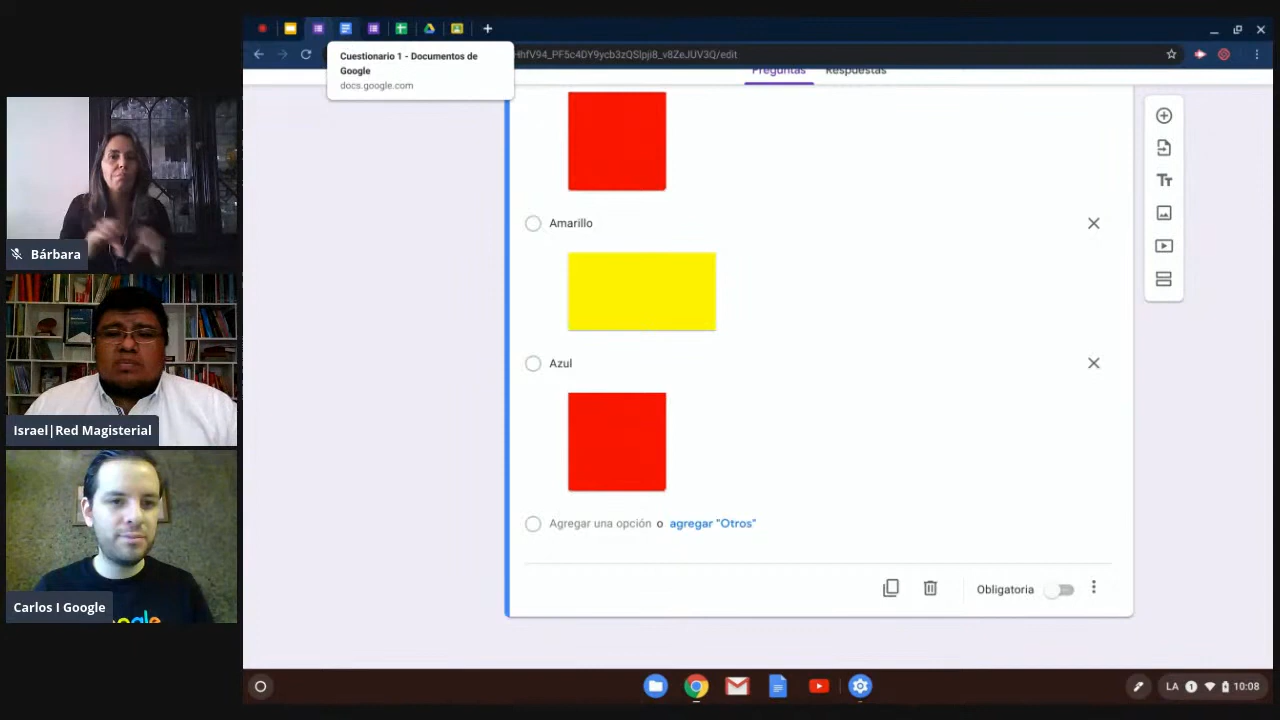 Cuestionario 1 - Documentos de
Google
docs.google.com
HhfV94_PF5c4DY9ycb3zQSlpji8_v8ZeJUV3Q/edit
Preguntas Respuestas
Amarillo
Azul
Agregar una opción o agregar "Otros"
Obligatoria
Bárbara
Israel|Red Magisterial
Carlos I Google
LA 10:08